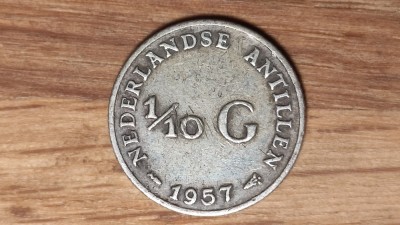 NEDERLANDSE ANTILLEN
1/10 G
1957